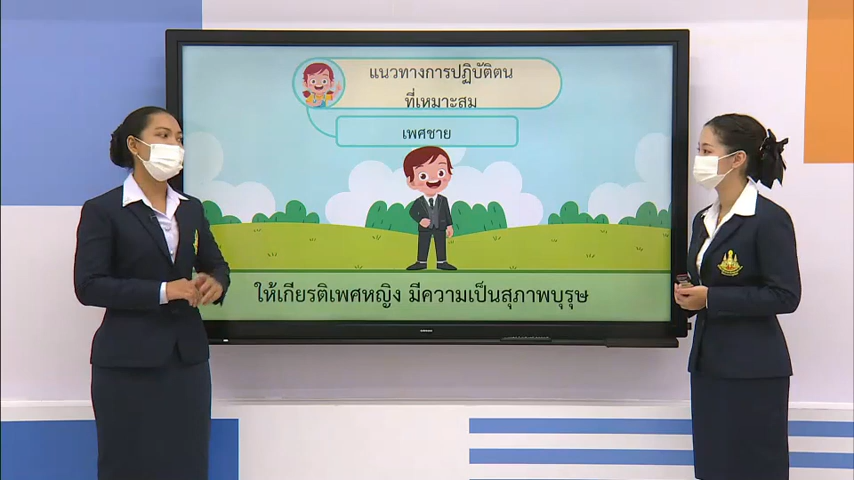 แนวทางการปฏิบัติตน
ที่เหมาะสม
เพศชาย
ให้เกียรติเพศหญิง มีความเป็นสุภาพบุรุษ